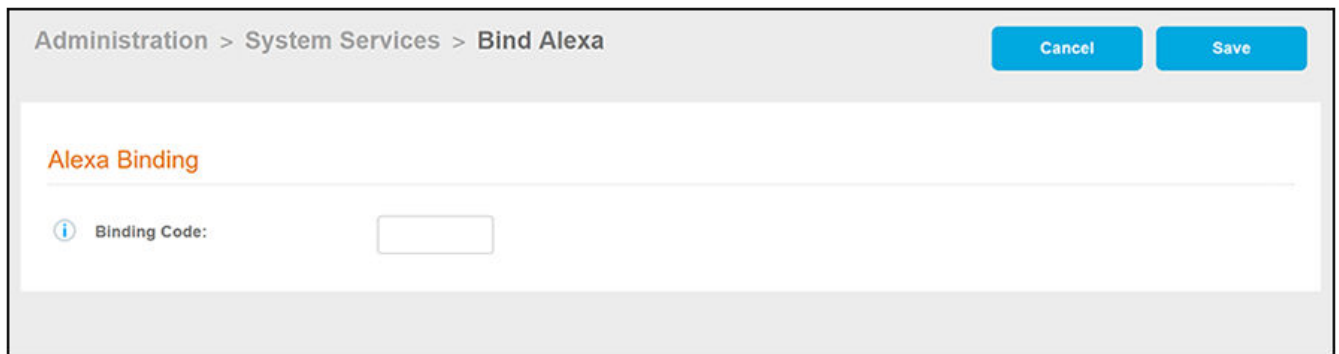 Administration > System Services > Bind Alexa
Cancel
Save
Alexa Binding
Binding Code: